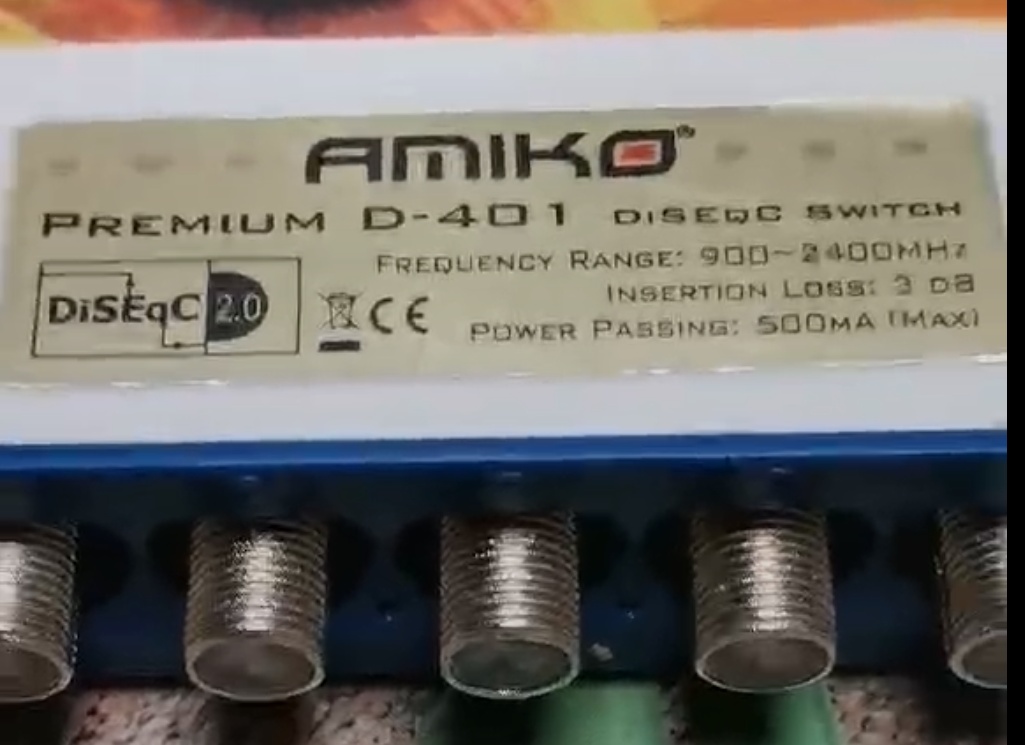 AMIKO®
PREMIUM D-401 DiSEqC SWITCH
FREQUENCY RANGE: 900~2400MHz
INSERTION LOSS: 3 dB
POWER PASSING: 500mA (MAX)
DiSEqC 2.0
CE